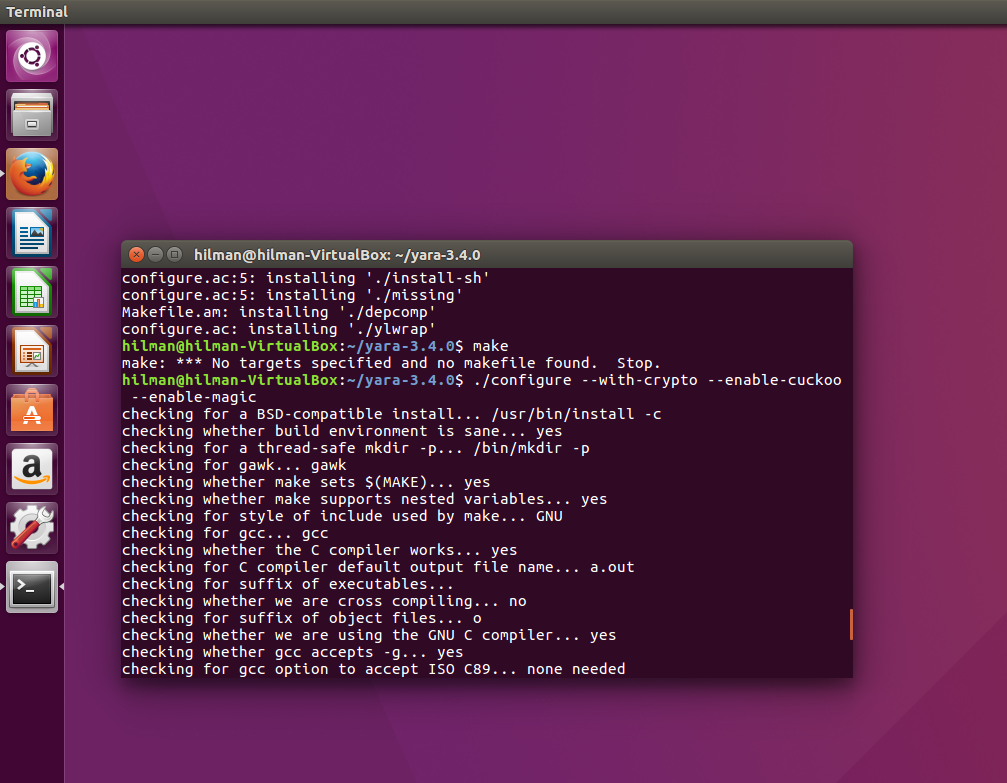 Terminal
hilman@hilman-VirtualBox: ~/yara-3.4.0
configure.ac:5: installing './install-sh'
configure.ac:5: installing './missing'
Makefile.am: installing './depcomp'
configure.ac: installing './ylwrap'
hilman@hilman-VirtualBox:~/yara-3.4.0$ make
make: *** No targets specified and no makefile found.  Stop.
hilman@hilman-VirtualBox:~/yara-3.4.0$ ./configure --with-crypto --enable-cuckoo
 --enable-magic
checking for a BSD-compatible install... /usr/bin/install -c
checking whether build environment is sane... yes
checking for a thread-safe mkdir -p... /bin/mkdir -p
checking for gawk... gawk
checking whether make sets $(MAKE)... yes
checking whether make supports nested variables... yes
checking for style of include used by make... GNU
checking for gcc... gcc
checking whether the C compiler works... yes
checking for C compiler default output file name... a.out
checking for suffix of executables...
checking whether we are cross compiling... no
checking for suffix of object files... o
checking whether we are using the GNU C compiler... yes
checking whether gcc accepts -g... yes
checking for gcc option to accept ISO C89... none needed